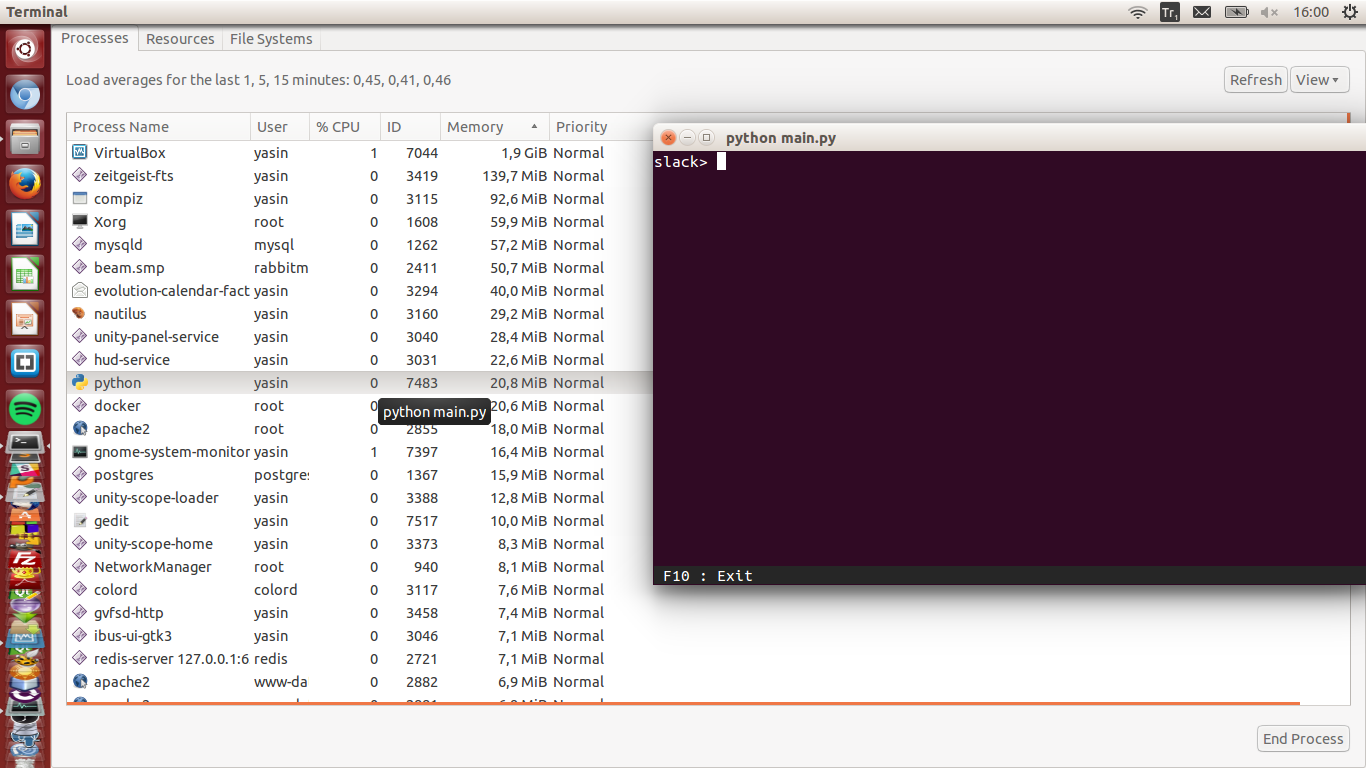 Terminal
Tr1
16:00
Processes Resources File Systems
Load averages for the last 1, 5, 15 minutes: 0,45, 0,41, 0,46
Refresh View
Process Name User % CPU ID Memory Priority
VirtualBox yasin 1 7044 1,9 GiB Normal
zeitgeist-fts yasin 0 3419 139,7 MiB Normal
compiz yasin 0 3115 92,6 MiB Normal
Xorg root 0 1608 59,9 MiB Normal
mysqld mysql 0 1262 57,2 MiB Normal
beam.smp rabbitm 0 2411 50,7 MiB Normal
evolution-calendar-fact yasin 0 3294 40,0 MiB Normal
nautilus yasin 0 3160 29,2 MiB Normal
unity-panel-service yasin 0 3040 28,4 MiB Normal
hud-service yasin 0 3031 22,6 MiB Normal
python yasin 0 7483 20,8 MiB Normal
docker root 0 20,6 MiB Normal
python main.py
apache2 root 0 2855 18,0 MiB Normal
gnome-system-monitor yasin 1 7397 16,4 MiB Normal
postgres postgres 0 1367 15,9 MiB Normal
unity-scope-loader yasin 0 3388 12,8 MiB Normal
gedit yasin 0 7517 10,0 MiB Normal
unity-scope-home yasin 0 3373 8,3 MiB Normal
NetworkManager root 0 940 8,1 MiB Normal
colord colord 0 3117 7,6 MiB Normal
gvfsd-http yasin 0 3458 7,4 MiB Normal
ibus-ui-gtk3 yasin 0 3046 7,1 MiB Normal
redis-server 127.0.0.1:6 redis 0 2721 7,1 MiB Normal
apache2 www-da 0 2882 6,9 MiB Normal
End Process
python main.py
slack>
F10 : Exit